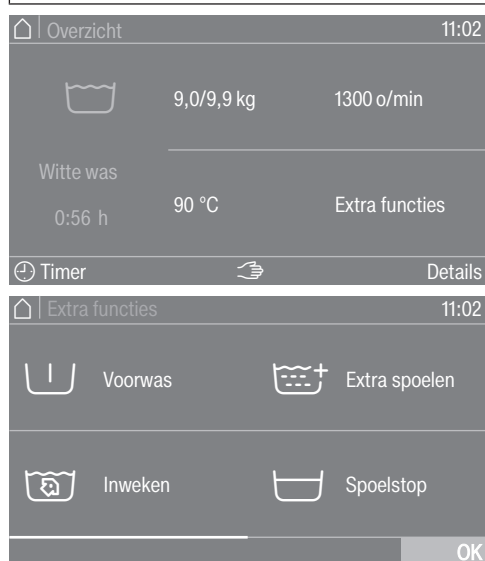 Overzicht 11:02
9,0/9,9 kg 1300 o/min
Witte was
0:56 h
90 °C Extra functies
Timer Details
Extra functies 11:02
Voorwas Extra spoelen
Inweken Spoelstop
OK